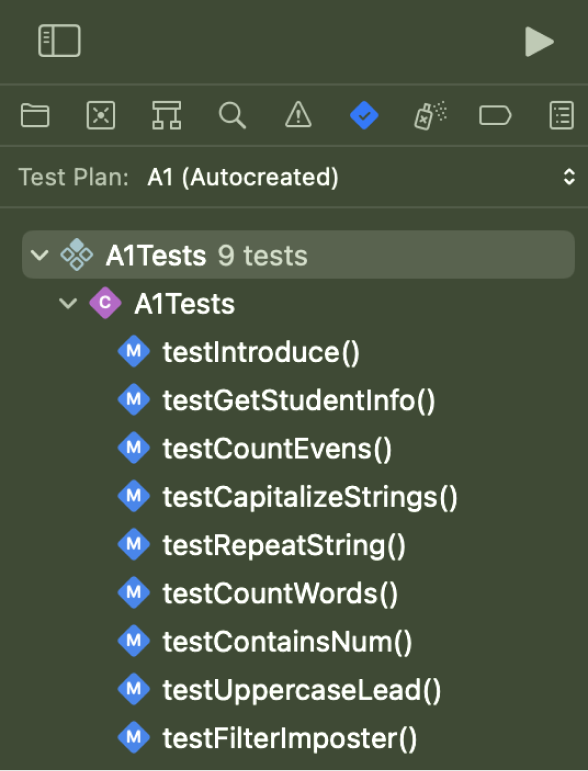 Test Plan: A1 (Autocreated)
A1Tests 9 tests
C A1Tests
M testIntroduce()
M testGetStudentInfo()
M testCountEvens()
M testCapitalizeStrings()
M testRepeatString()
M testCountWords()
M testContainsNum()
M testUppercaseLead()
M testFilterImposter()